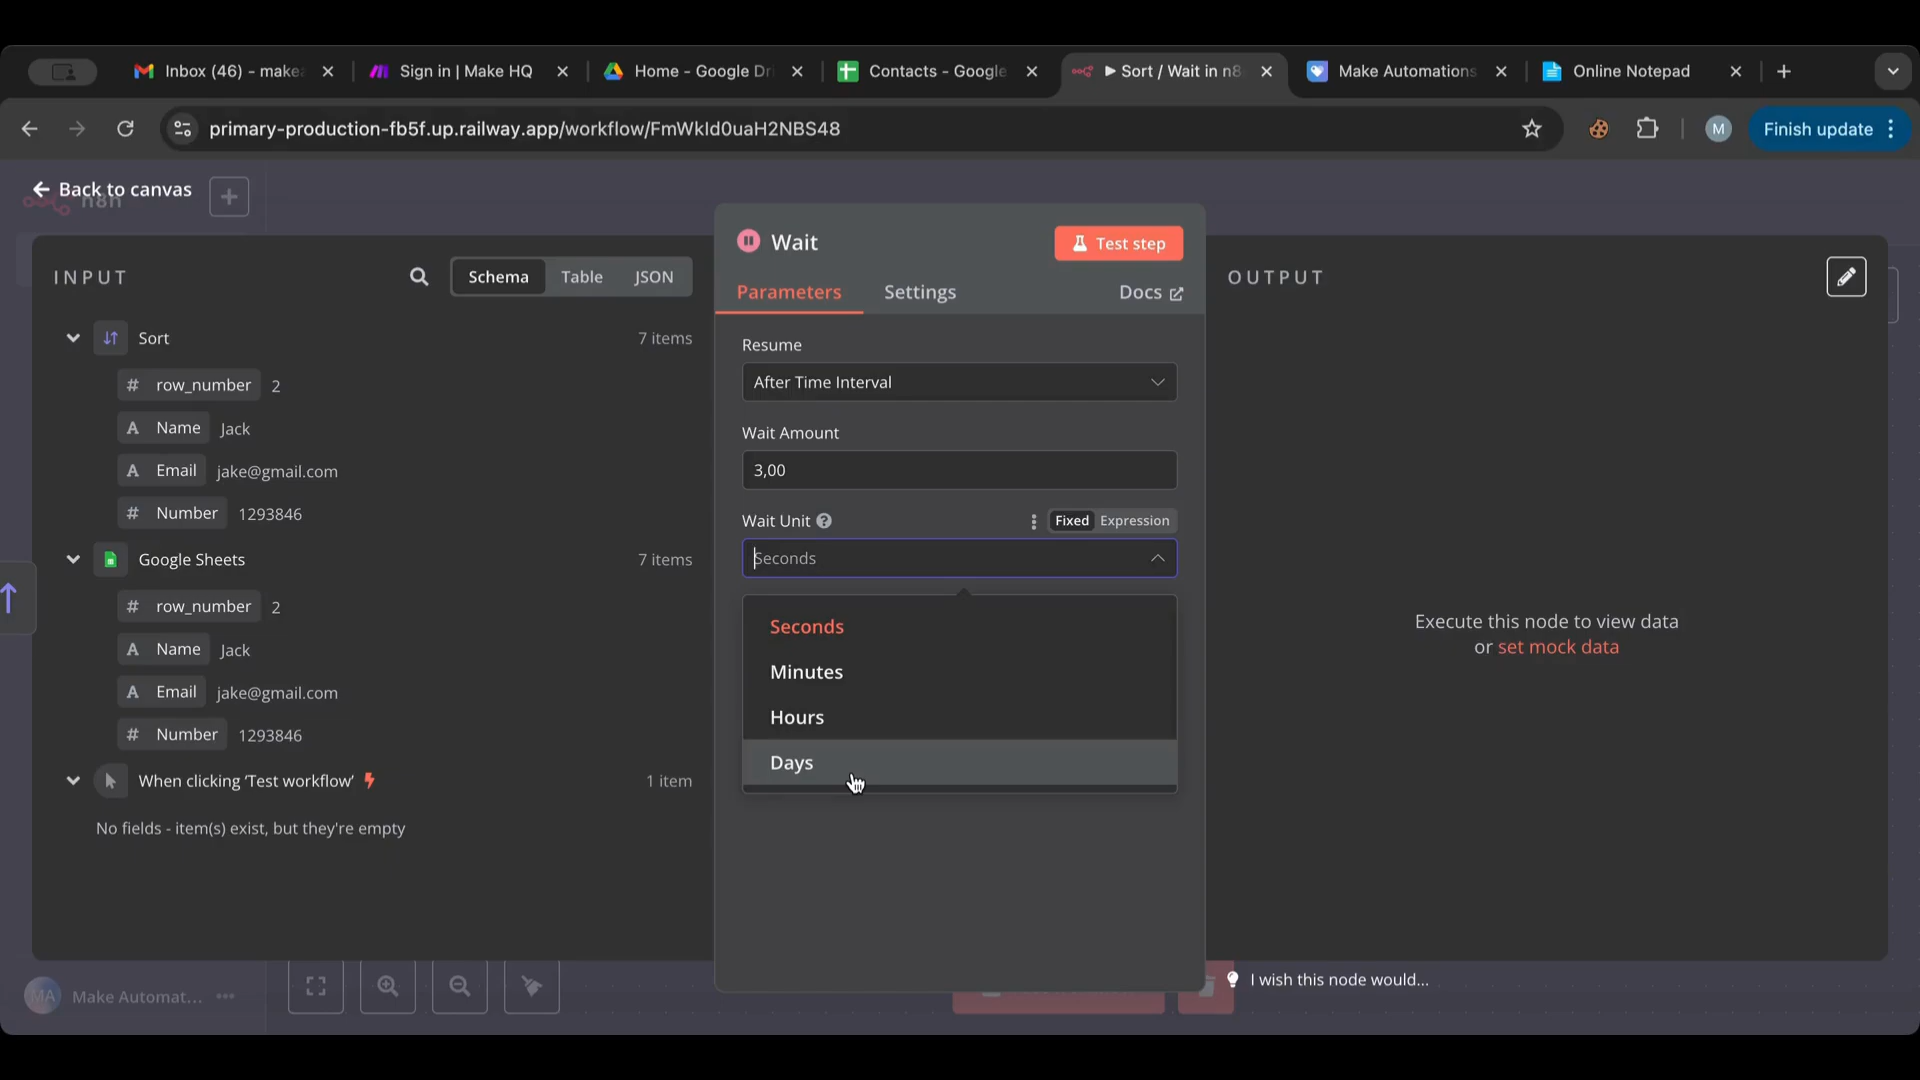 Inbox (46) - make
Sign in | Make HQ
Home - Google Dri
Contacts - Google
Sort / Wait in n8
Make Automations
Online Notepad
primary-production-fb5f.up.railway.app/workflow/FmWkId0uaH2NBS48
M
Finish update
Back to canvas
n8n
Wait
Test step
INPUT
Schema
Table
JSON
Parameters
Settings
Docs
OUTPUT
Sort
7 items
# row_number 2
A Name Jack
A Email jake@gmail.com
# Number 1293846
Google Sheets
7 items
# row_number 2
A Name Jack
A Email jake@gmail.com
# Number 1293846
When clicking ‘Test workflow’
1 item
No fields - item(s) exist, but they're empty
Resume
After Time Interval
Wait Amount
3,00
Wait Unit
Fixed
Expression
Seconds
Seconds
Minutes
Hours
Days
Execute this node to view data
or set mock data
MA
Make Automat...
I wish this node would...